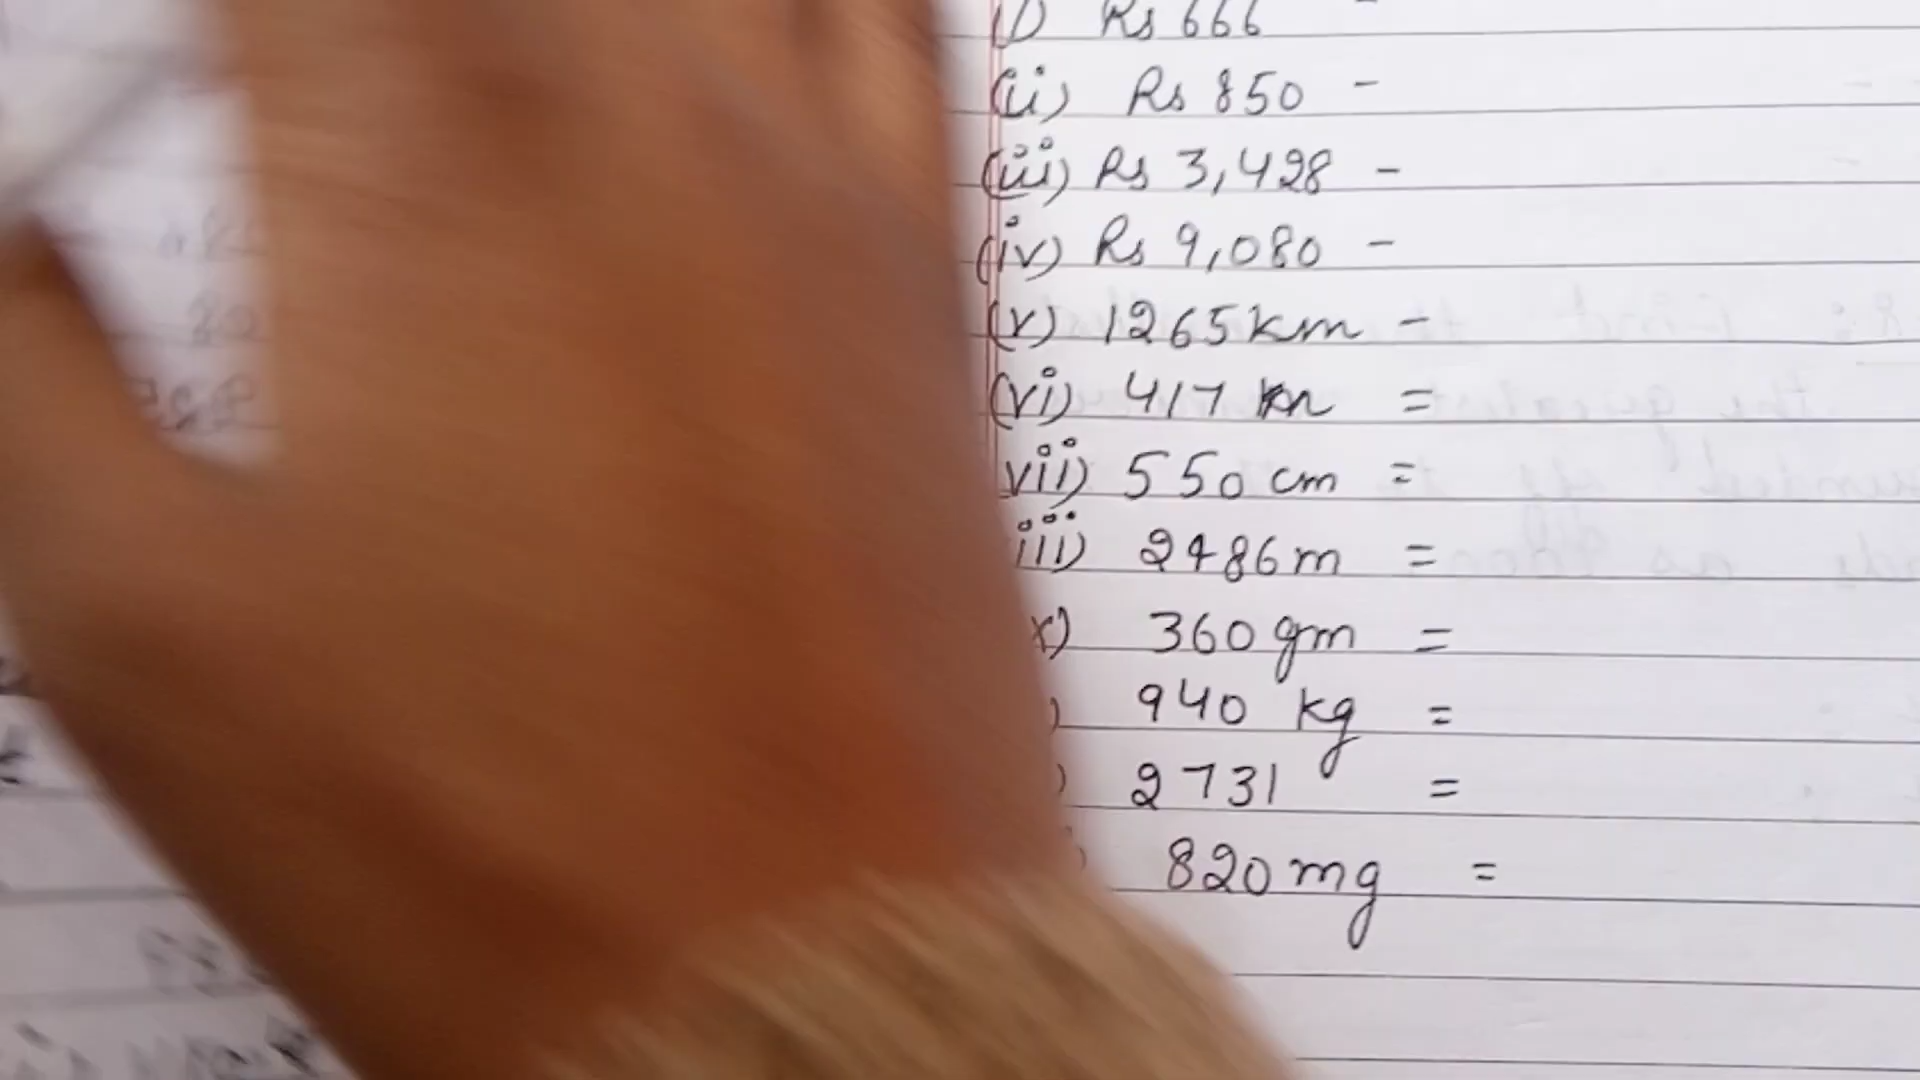 i) Rs 666 -
(ii) Rs 850 -
(iii) Rs 3,428 -
(iv) Rs 9,080 -
(v) 1265 km -
(vi) 417 km =
vii) 550 cm =
iii) 2486 m =
x) 360 gm =
) 940 kg =
) 2731 =
) 820 mg =